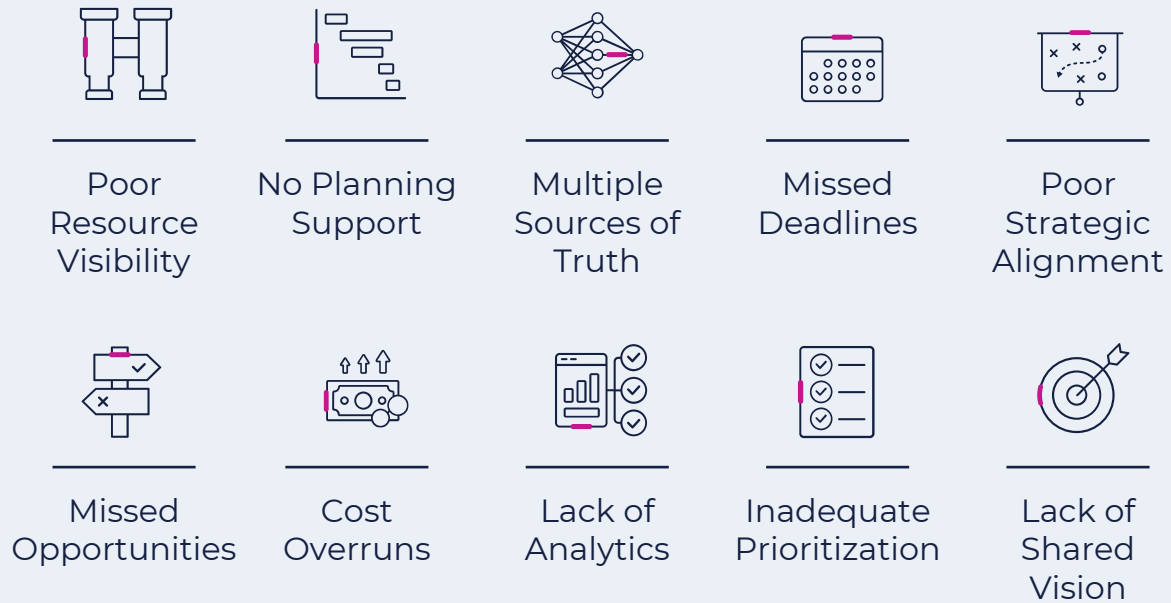 Poor
Resource
Visibility
No Planning
Support
Multiple
Sources of
Truth
Missed
Deadlines
Poor
Strategic
Alignment
Missed
Opportunities
Cost
Overruns
Lack of
Analytics
Inadequate
Prioritization
Lack of
Shared
Vision